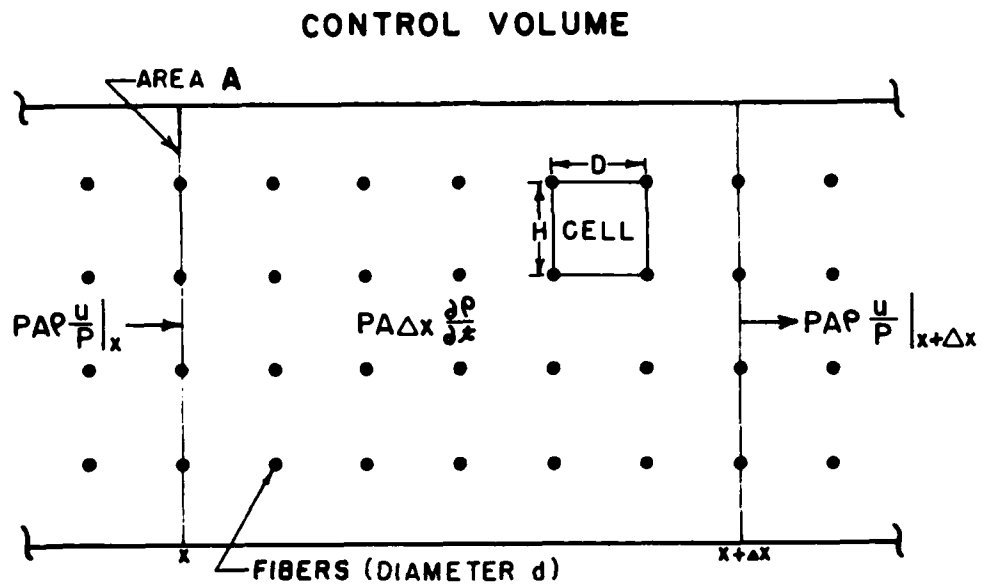 CONTROL VOLUME
AREA A
D
H CELL
PAρ u/P |x
PAΔx ∂ρ/∂t
PAρ u/P |x+Δx
x
x+Δx
FIBERS (DIAMETER d)